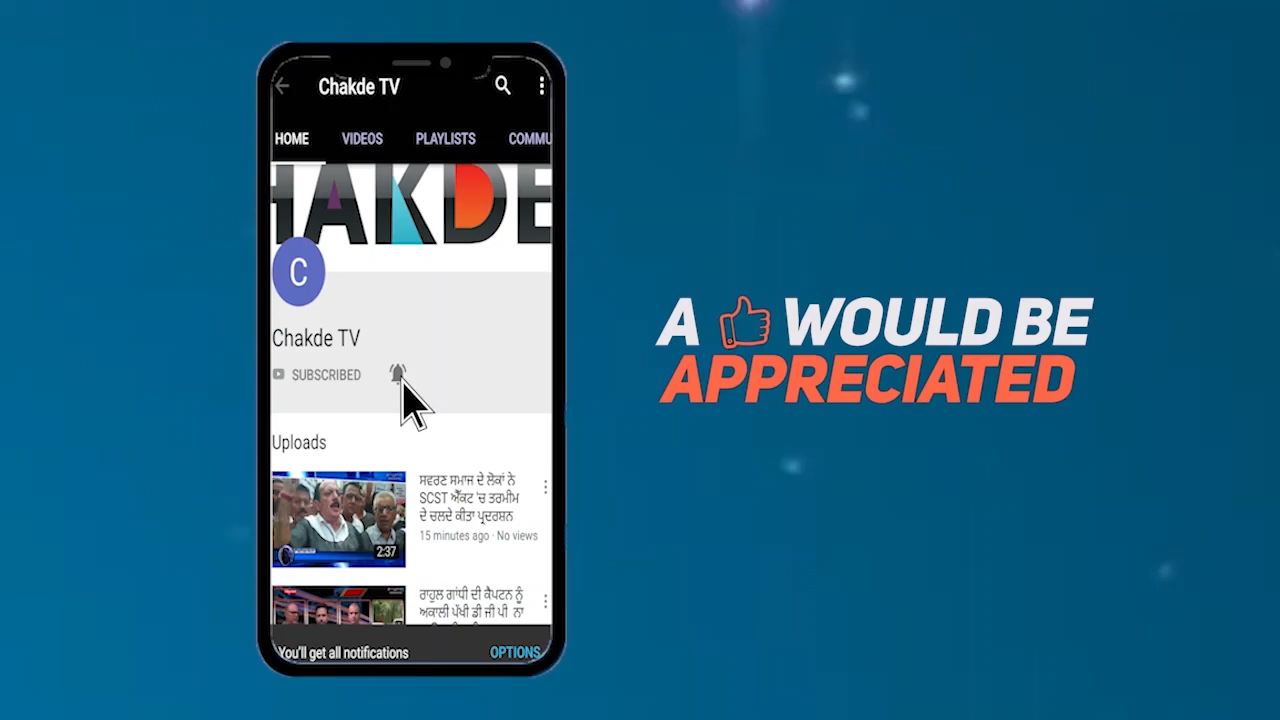 Chakde TV
HOME VIDEOS PLAYLISTS COMMU
HAKDE
C
Chakde TV
SUBSCRIBED
Uploads
ਸਵਰਣ ਸਮਾਜ ਦੇ ਲੋਕਾਂ ਨੇ
SCST ਐਕਟ 'ਚ ਤਰਮੀਮ
ਦੇ ਚਲਦੇ ਕੀਤਾ ਪ੍ਰਦਰਸ਼ਨ
15 minutes ago · No views
2:37
ਰਾਹੁਲ ਗਾਂਧੀ ਦੀ ਕੈਪਟਨ ਨੂੰ
ਅਕਾਲੀ ਪੱਖੀ ਡੀ ਜੀ ਪੀ ਨਾ
You'll get all notifications OPTIONS
A WOULD BE
APPRECIATED